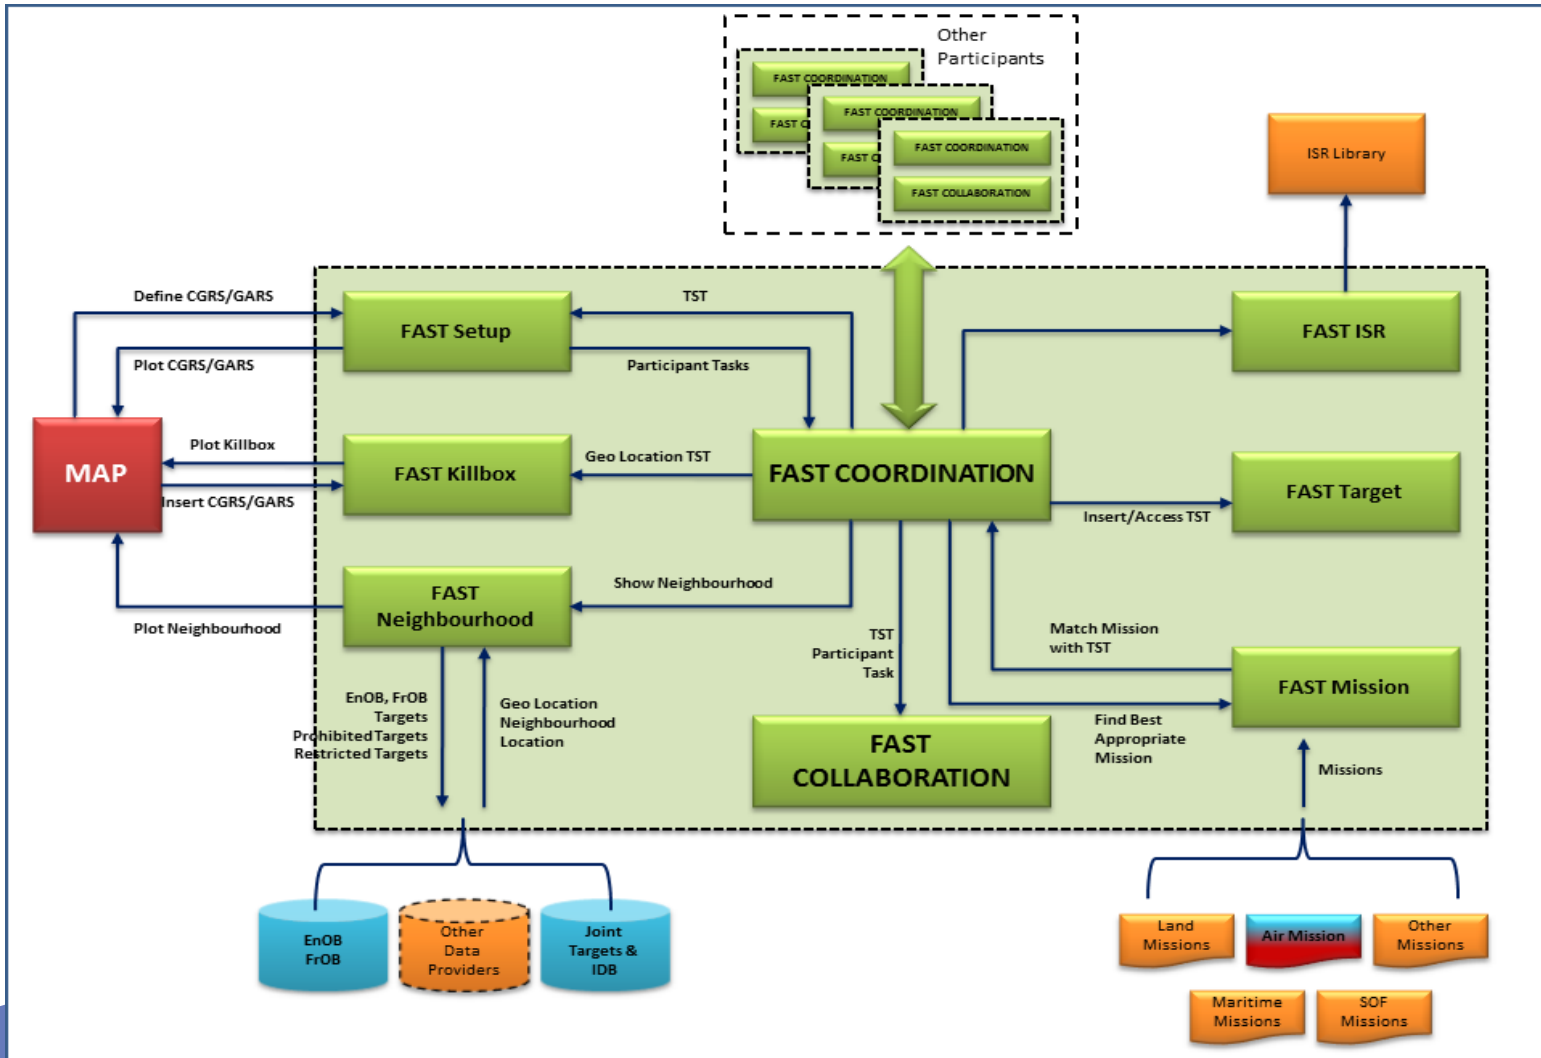 Other
Participants
FAST COORDINATION
FAST C
FAST COORDINATION
FAST C
FAST COORDINATION
FAST COLLABORATION
ISR Library
Define CGRS/GARS
FAST Setup
TST
Plot CGRS/GARS
Participant Tasks
FAST ISR
MAP
Plot Killbox
FAST Killbox
Geo Location TST
FAST COORDINATION
Insert CGRS/GARS
FAST Target
Insert/Access TST
FAST
Neighbourhood
Show Neighbourhood
Plot Neighbourhood
TST
Participant
Task
Match Mission
with TST
FAST Mission
EnOB, FrOB
Targets
Prohibited Targets
Restricted Targets
Geo Location
Neighbourhood
Location
FAST
COLLABORATION
Find Best
Appropriate
Mission
Missions
EnOB
FrOB
Other
Data
Providers
Joint
Targets &
IDB
Land
Missions
Air Mission
Other
Missions
Maritime
Missions
SOF
Missions